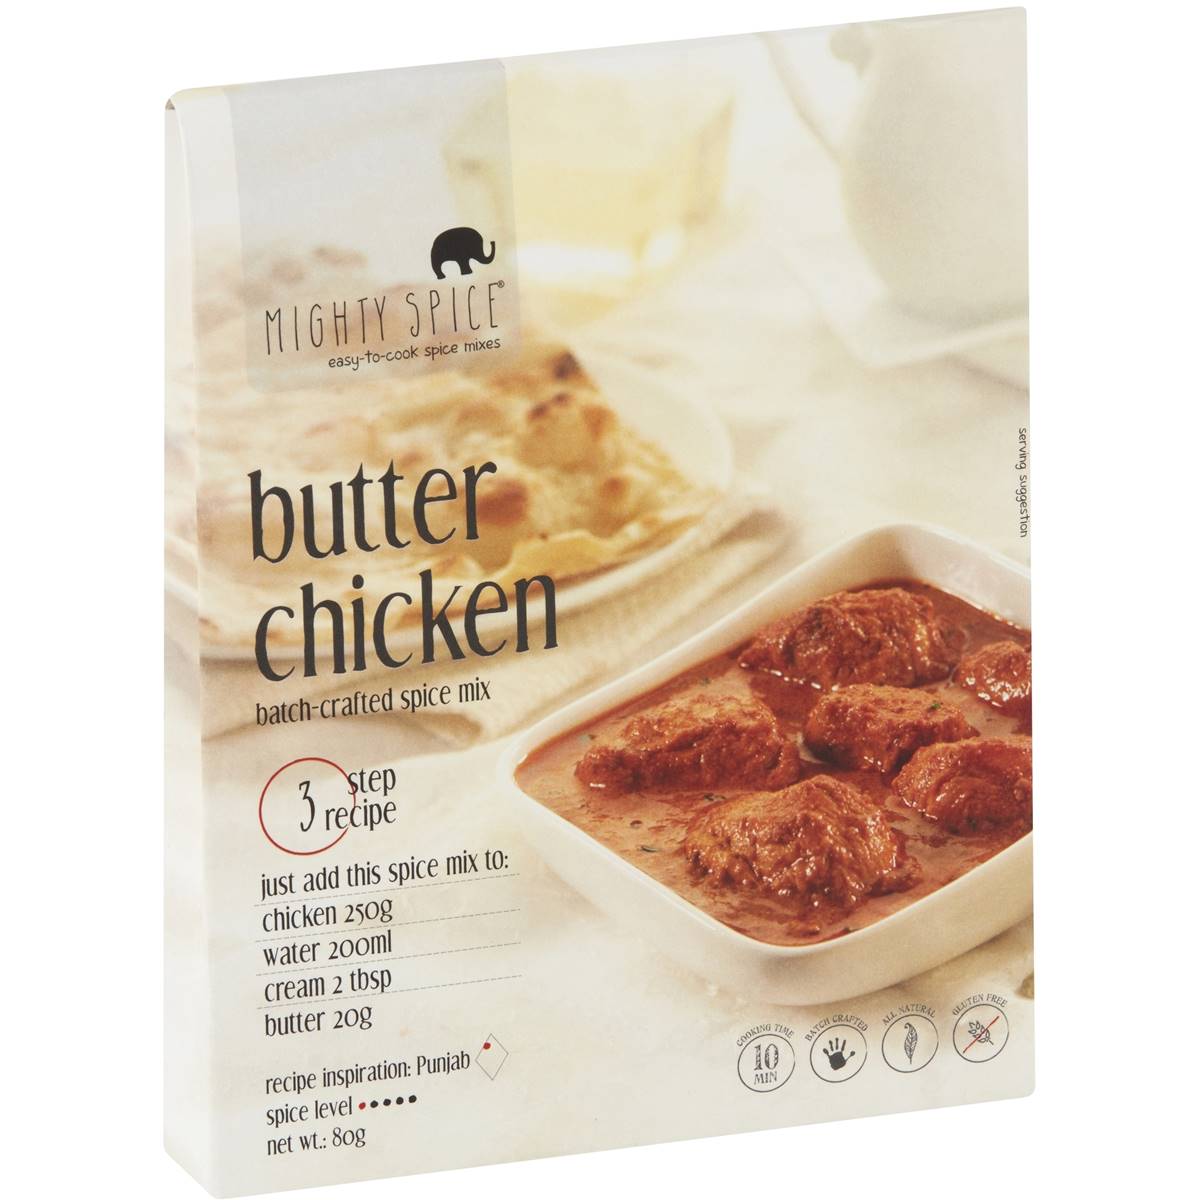 MIGHTY SPICE®
easy-to-cook spice mixes
butter
chicken
batch-crafted spice mix
3 step
recipe
just add this spice mix to:
chicken 250g
water 200ml
cream 2 tbsp
butter 20g
recipe inspiration: Punjab
spice level
net wt.: 80g
serving suggestion
COOKING TIME
10
MIN
BATCH CRAFTED
ALL NATURAL
GLUTEN FREE